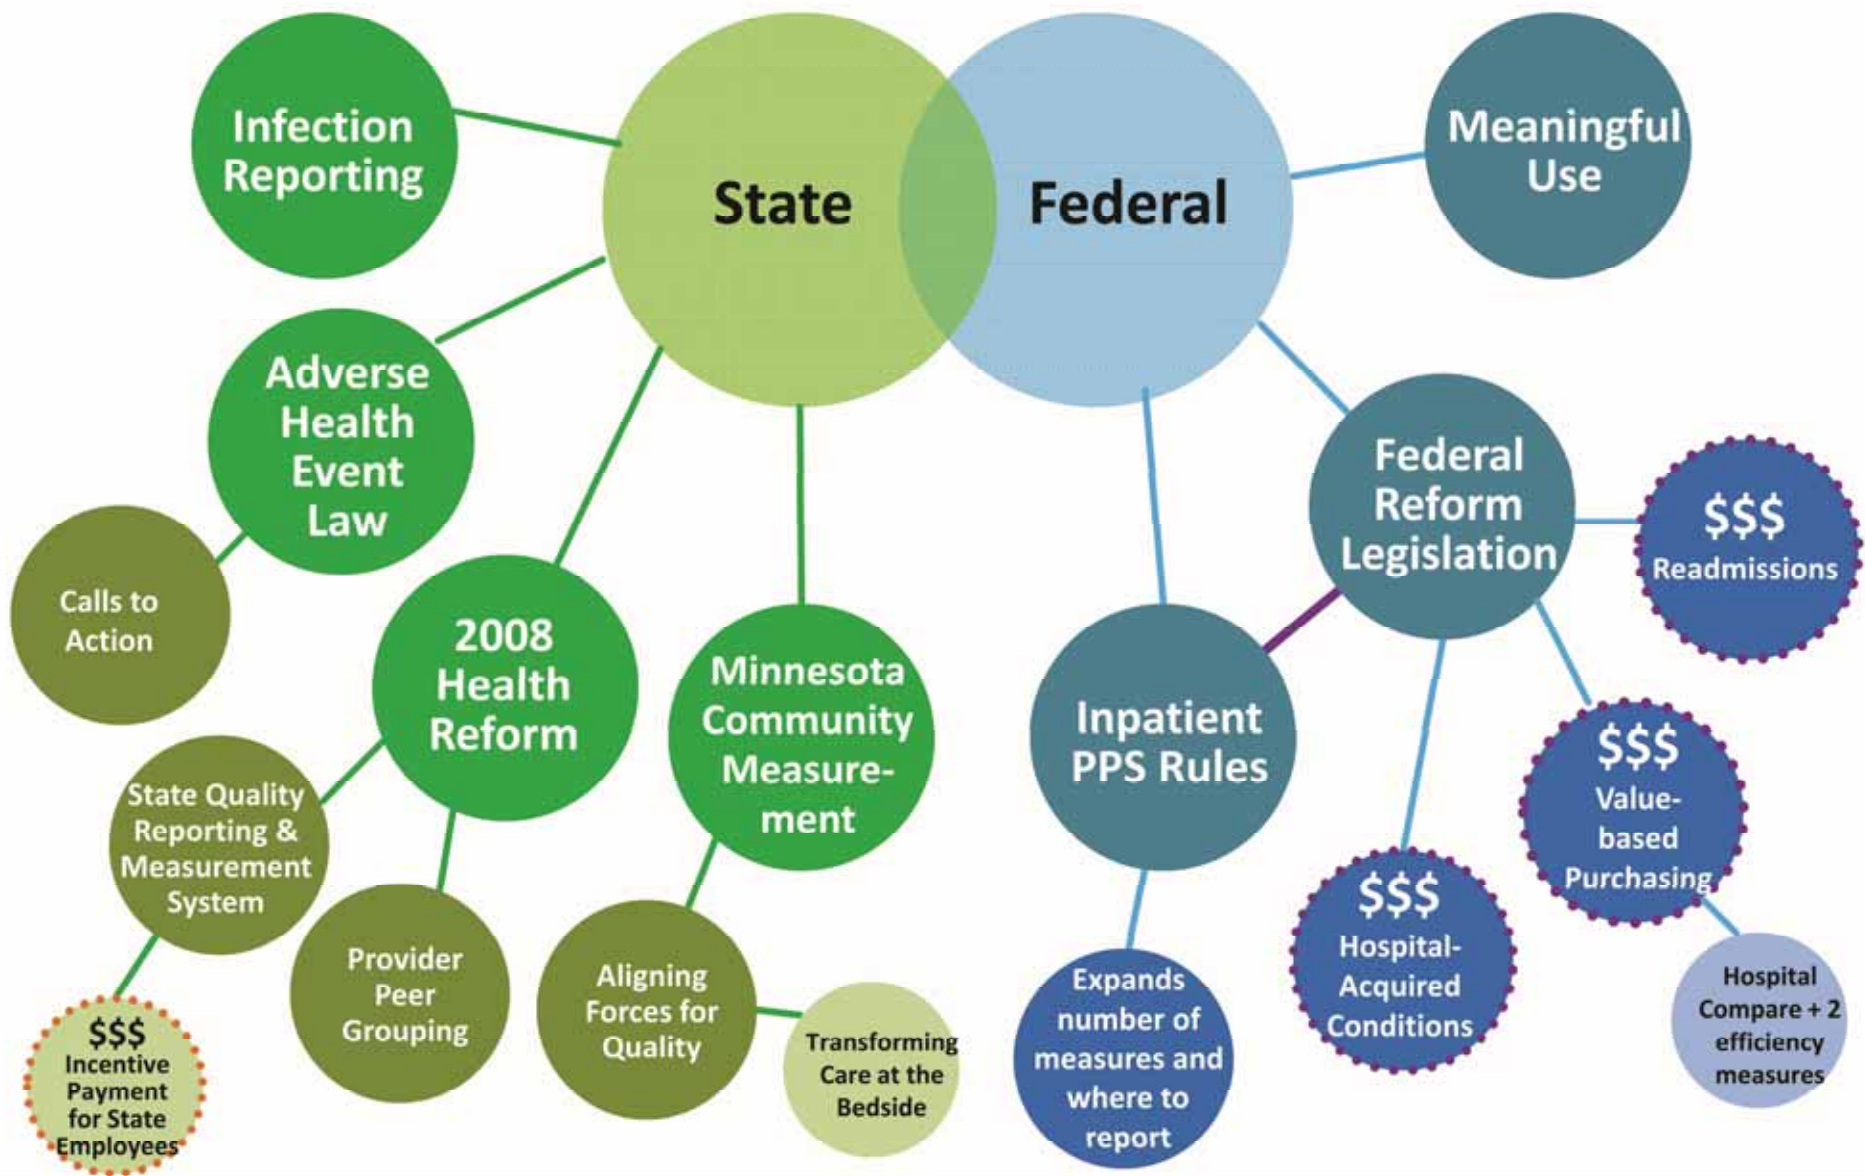 Infection
Reporting
State
Federal
Meaningful
Use
Adverse
Health
Event
Law
Calls to
Action
2008
Health
Reform
State Quality
Reporting &
Measurement
System
$$$
Incentive
Payment
for State
Employees
Provider
Peer
Grouping
Minnesota
Community
Measure-
ment
Aligning
Forces for
Quality
Transforming
Care at the
Bedside
Inpatient
PPS Rules
Expands
number of
measures and
where to
report
Federal
Reform
Legislation
$$$
Readmissions
$$$
Value-
based
Purchasing
$$$
Hospital-
Acquired
Conditions
Hospital
Compare + 2
efficiency
measures